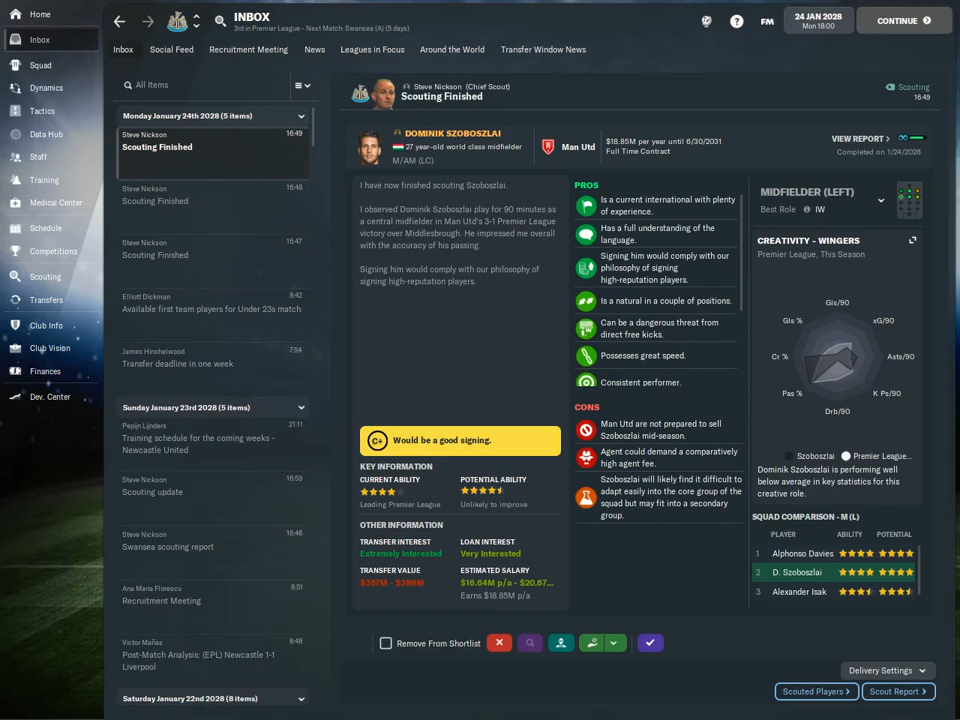 Home
Inbox
Squad
Dynamics
Tactics
Data Hub
Staff
Training
Medical Center
Schedule
Competitions
Scouting
Transfers
Club Info
Club Vision
Finances
Dev. Center
INBOX
3rd in Premier League - Next Match Swansea (A) (5 days)
?
FM
24 JAN 2028
Mon 18:00
CONTINUE
Inbox
Social Feed
Recruitment Meeting
News
Leagues in Focus
Around the World
Transfer Window News
All Items
Monday January 24th 2028 (5 items)
Steve Nickson 16:49
Scouting Finished
Steve Nickson 16:48
Scouting Finished
Steve Nickson 16:47
Scouting Finished
Elliott Dickman 8:42
Available first team players for Under 23s match
James Hinshelwood 7:54
Transfer deadline in one week
Sunday January 23rd 2028 (5 items)
Pepijn Lijnders 21:11
Training schedule for the coming weeks -
Newcastle United
Steve Nickson 16:59
Scouting update
Steve Nickson 16:46
Swansea scouting report
Ana Maria Florescu 8:51
Recruitment Meeting
Víctor Mañas 8:48
Post-Match Analysis: (EPL) Newcastle 1-1
Liverpool
Saturday January 22nd 2028 (8 items)
Steve Nickson (Chief Scout)
Scouting Finished
Scouting
16:49
DOMINIK SZOBOSZLAI
27 year-old world class midfielder
M/AM (LC)
Man Utd
$18.85M per year until 6/30/2031
Full Time Contract
VIEW REPORT >
Completed on 1/24/2028
I have now finished scouting Szoboszlai.
I observed Dominik Szoboszlai play for 90 minutes as
a central midfielder in Man Utd's 3-1 Premier League
victory over Middlesbrough. He impressed me overall
with the accuracy of his passing.
Signing him would comply with our philosophy of
signing high-reputation players.
C+ Would be a good signing.
KEY INFORMATION
CURRENT ABILITY
Leading Premier League
POTENTIAL ABILITY
Unlikely to improve
OTHER INFORMATION
TRANSFER INTEREST
Extremely Interested
LOAN INTEREST
Very Interested
TRANSFER VALUE
$357M - $389M
ESTIMATED SALARY
$16.64M p/a - $20.67...
Earns $18.85M p/a
PROS
Is a current international with plenty
of experience.
Has a full understanding of the
language.
Signing him would comply with our
philosophy of signing
high-reputation players.
Is a natural in a couple of positions.
Can be a dangerous threat from
direct free kicks.
Possesses great speed.
Consistent performer.
CONS
Man Utd are not prepared to sell
Szoboszlai mid-season.
Agent could demand a comparatively
high agent fee.
Szoboszlai will likely find it difficult to
adapt easily into the core group of the
squad but may fit into a secondary
group.
MIDFIELDER (LEFT)
Best Role IW
CREATIVITY - WINGERS
Premier League, This Season
Gls/90
xG/90
Asts/90
K Ps/90
Drb/90
Pas %
Cr %
Gls %
Szoboszlai
Premier League...
Dominik Szoboszlai is performing well
below average in key statistics for this
creative role.
SQUAD COMPARISON - M (L)
PLAYER ABILITY POTENTIAL
1 Alphonso Davies
2 D. Szoboszlai
3 Alexander Isak
Remove From Shortlist
Delivery Settings
Scouted Players >
Scout Report >